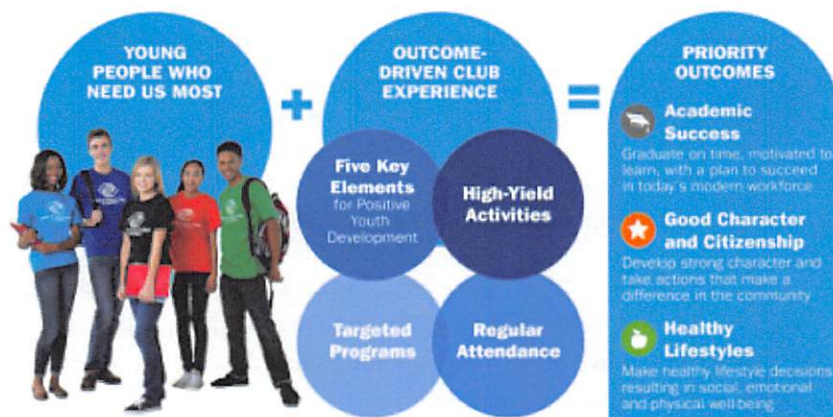 YOUNG
PEOPLE WHO
NEED US MOST
+
OUTCOME-
DRIVEN CLUB
EXPERIENCE
Five Key
Elements
for Positive
Youth
Development
High-Yield
Activities
Targeted
Programs
Regular
Attendance
=
PRIORITY
OUTCOMES
Academic
Success
Graduate on time, motivated to
learn, with a plan to succeed
in today's modern workforce
Good Character
and Citizenship
Develop strong character and
take actions that make a
difference in the community
Healthy
Lifestyles
Make healthy lifestyle decisions
resulting in social, emotional
and physical well-being